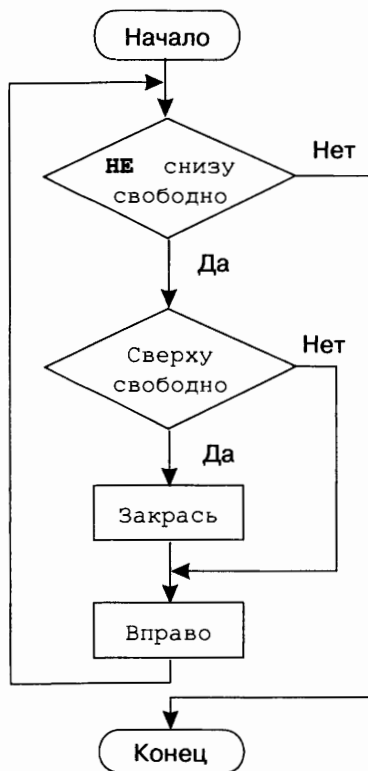 Начало
НЕ снизу
свободно
Нет
Да
Сверху
свободно
Нет
Да
Закрась
Вправо
Конец